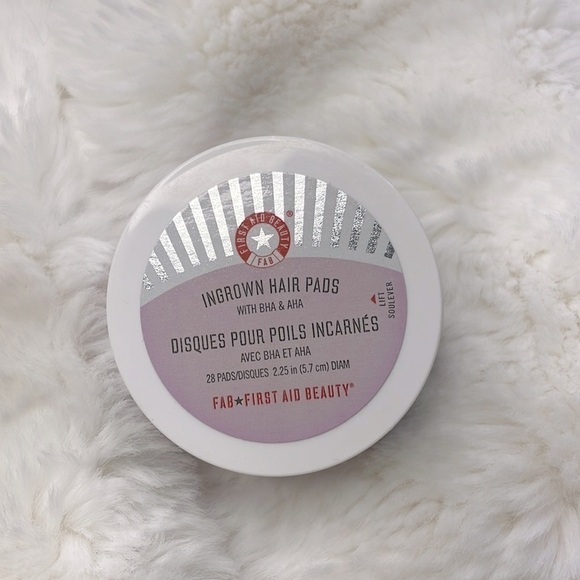 FIRST AID BEAUTY
FAB
®
INGROWN HAIR PADS
WITH BHA & AHA
LIFT
SOULEVER
DISQUES POUR POILS INCARNÉS
AVEC BHA ET AHA
28 PADS/DISQUES 2.25 in (5.7 cm) DIAM
FAB★FIRST AID BEAUTY®